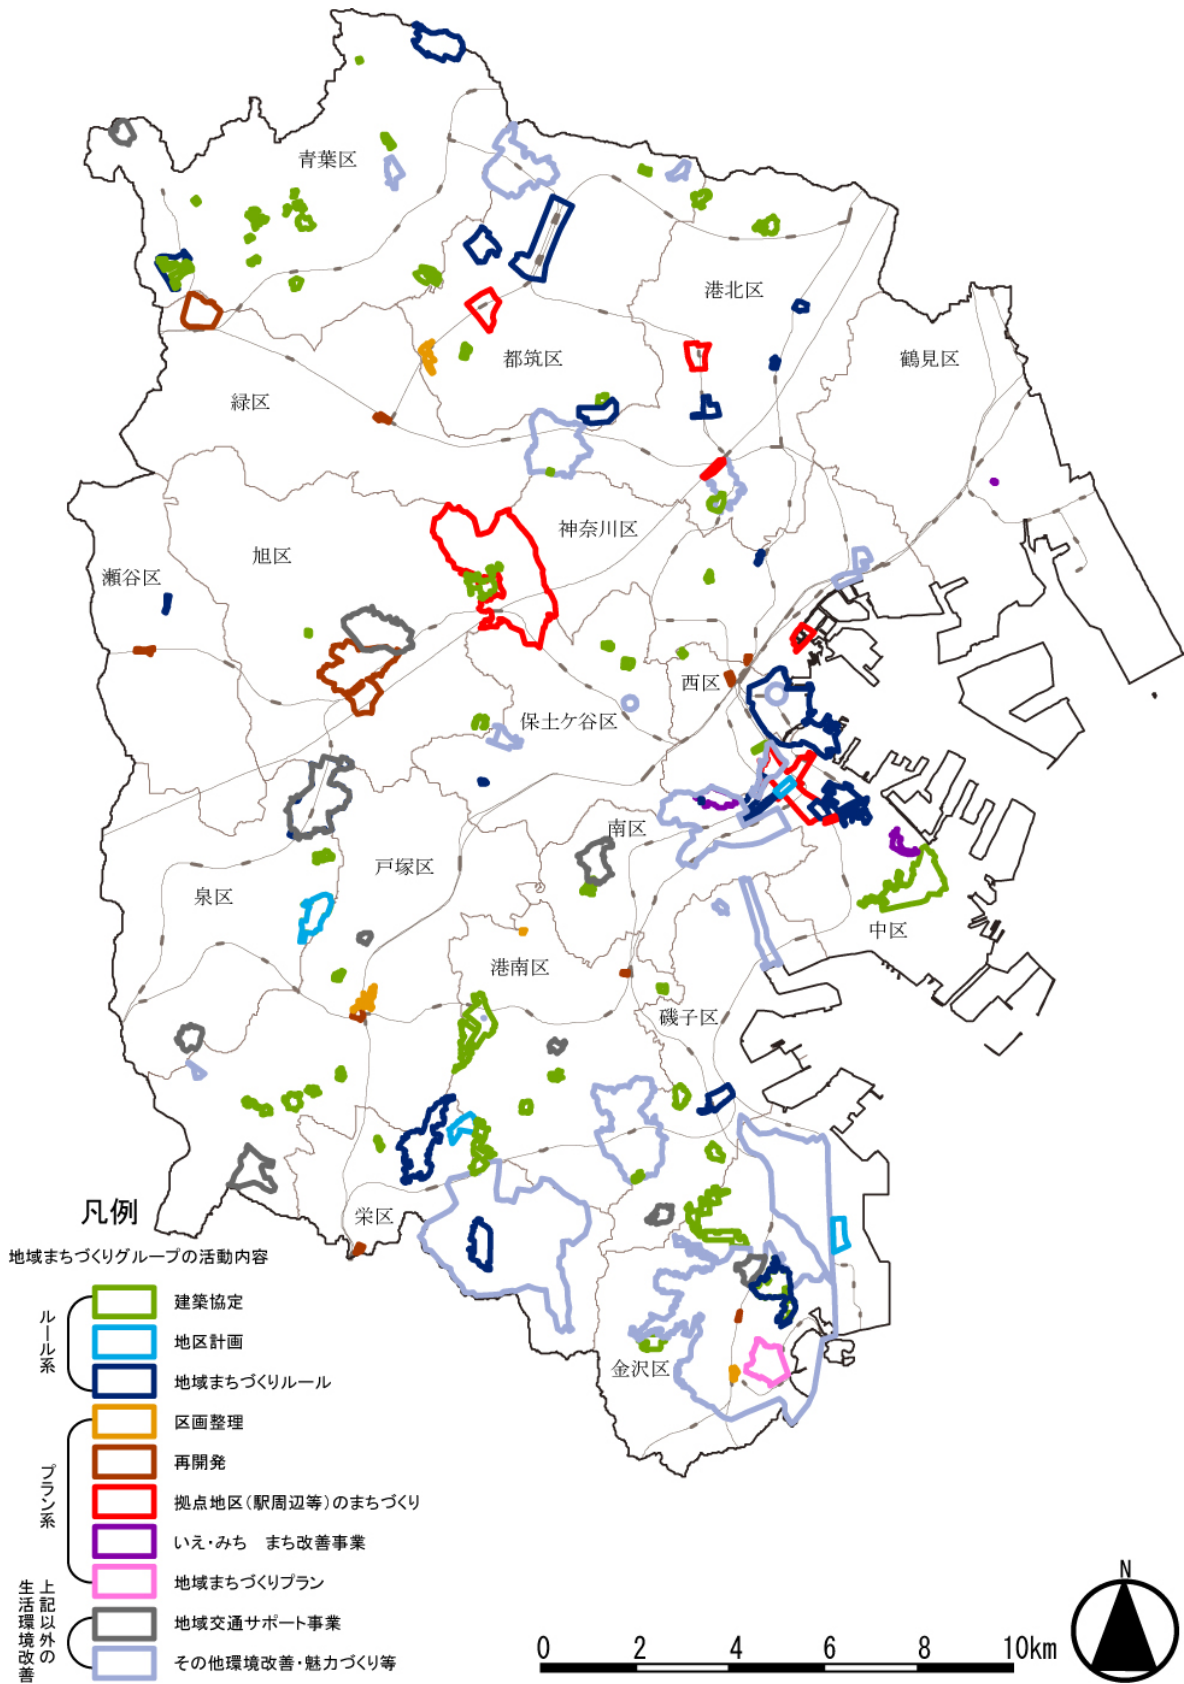 青葉区
港北区
都筑区
鶴見区
緑区
神奈川区
旭区
瀬谷区
西区
保土ケ谷区
南区
戸塚区
泉区
中区
港南区
磯子区
栄区
金沢区
凡例
地域まちづくりグループの活動内容
ルール系
建築協定
地区計画
地域まちづくりルール
プラン系
区画整理
再開発
拠点地区(駅周辺等)のまちづくり
いえ・みち　まち改善事業
地域まちづくりプラン
上記以外の
生活環境改善
地域交通サポート事業
その他環境改善・魅力づくり等
0 2 4 6 8 10km
N